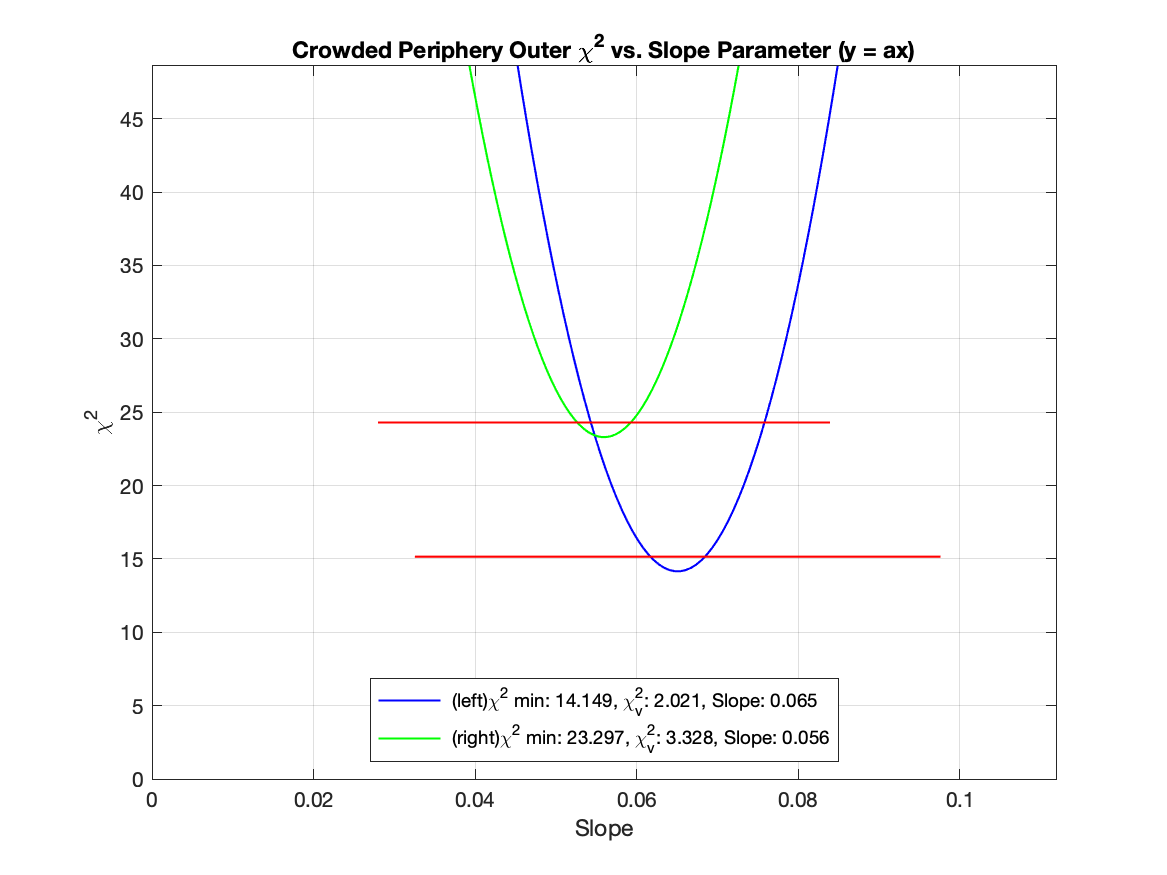 Crowded Periphery Outer χ² vs. Slope Parameter (y = ax)
45
40
35
30
25
20
15
10
5
0
χ²
0 0.02 0.04 0.06 0.08 0.1
Slope
(left)χ² min: 14.149, χ²ᵥ: 2.021, Slope: 0.065
(right)χ² min: 23.297, χ²ᵥ: 3.328, Slope: 0.056